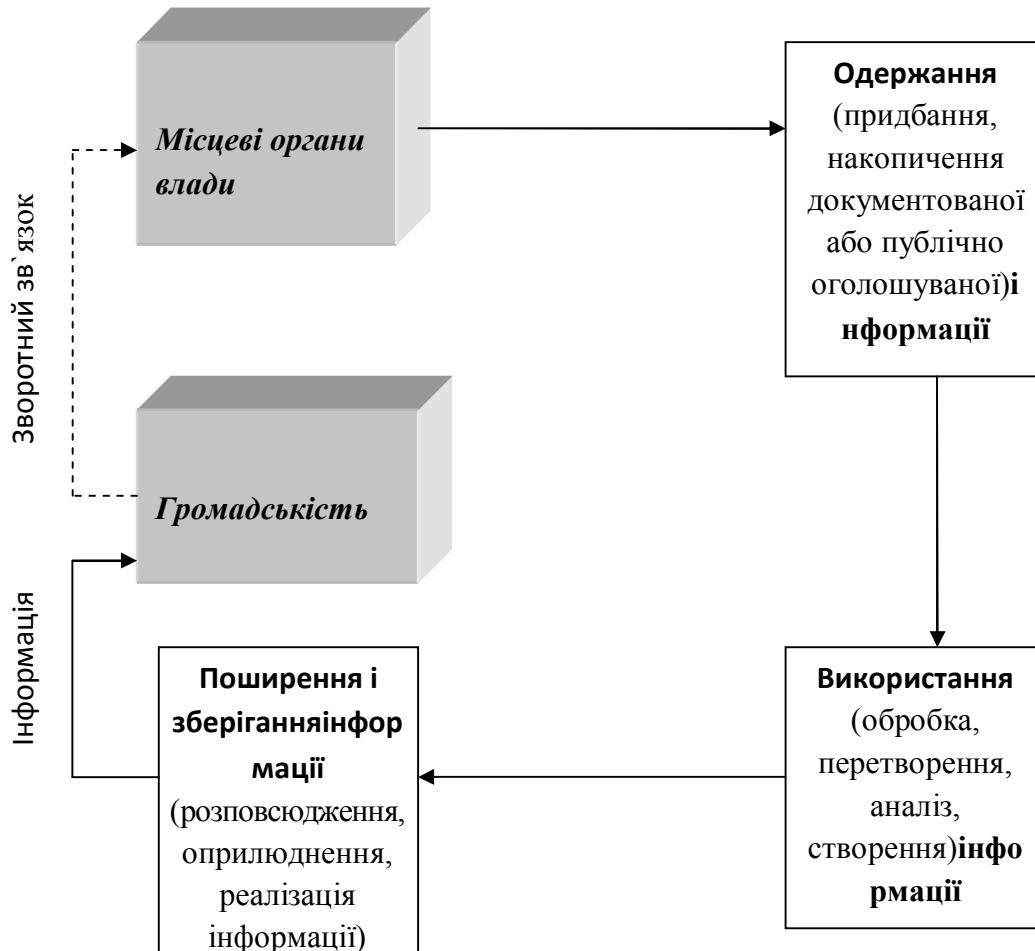 Місцеві органи
влади
Одержання
(придбання,
накопичення
документованої
або публічно
оголошуваної)і
нформації
Зворотний зв`язок
Громадськість
Інформація
Поширення і
зберіганняінфор
мації
(розповсюдження,
оприлюднення,
реалізація
інформації)
Використання
(обробка,
перетворення,
аналіз,
створення)інфо
рмації